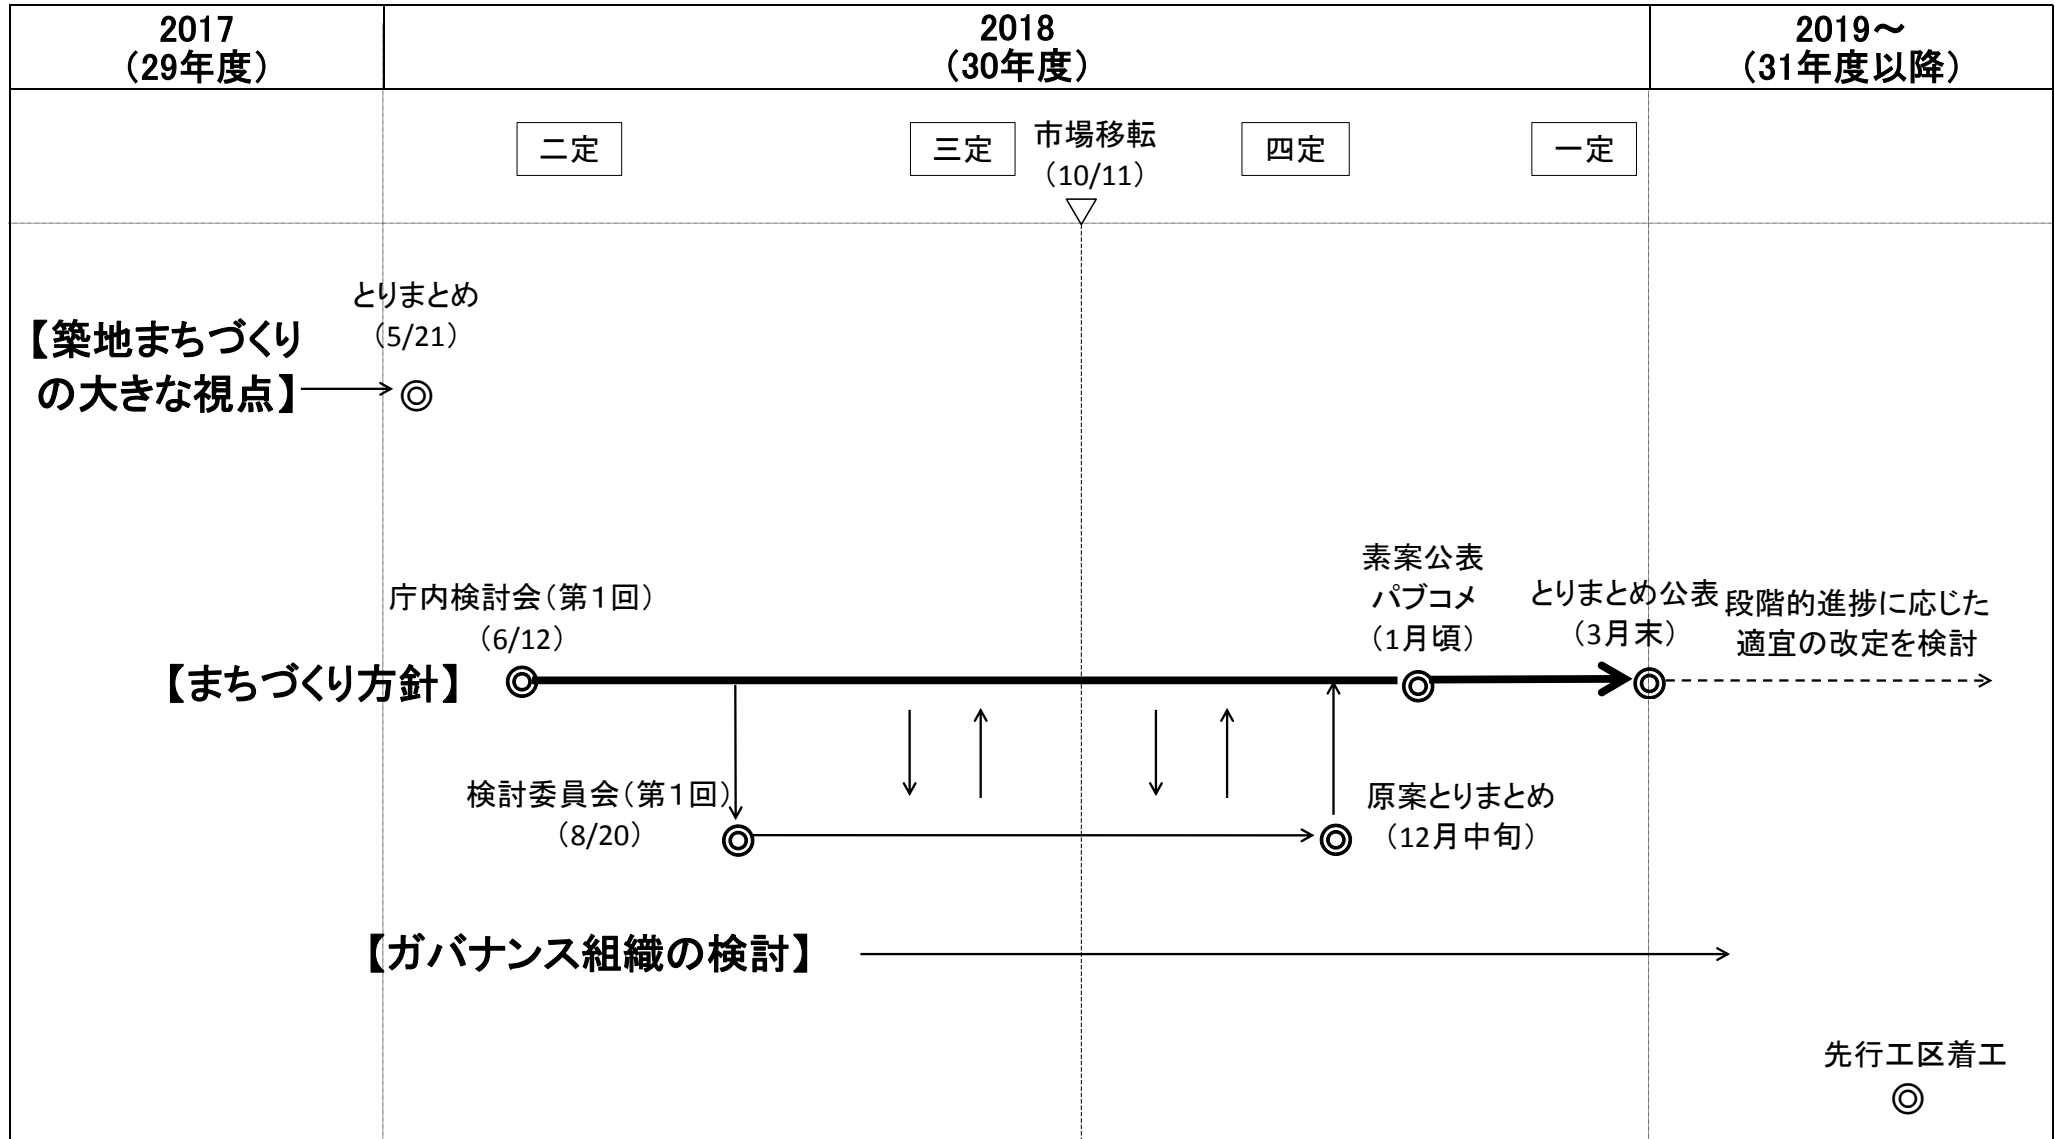 2017
（29年度）
2018
（30年度）
2019～
（31年度以降）
二定
三定
市場移転
（10/11）
四定
一定
とりまとめ
（5/21）
【築地まちづくり
の大きな視点】
庁内検討会（第１回）
（6/12）
素案公表
パブコメ
（1月頃）
とりまとめ公表
（3月末）
段階的進捗に応じた
適宜の改定を検討
【まちづくり方針】
検討委員会（第１回）
（8/20）
原案とりまとめ
（12月中旬）
【ガバナンス組織の検討】
先行工区着工